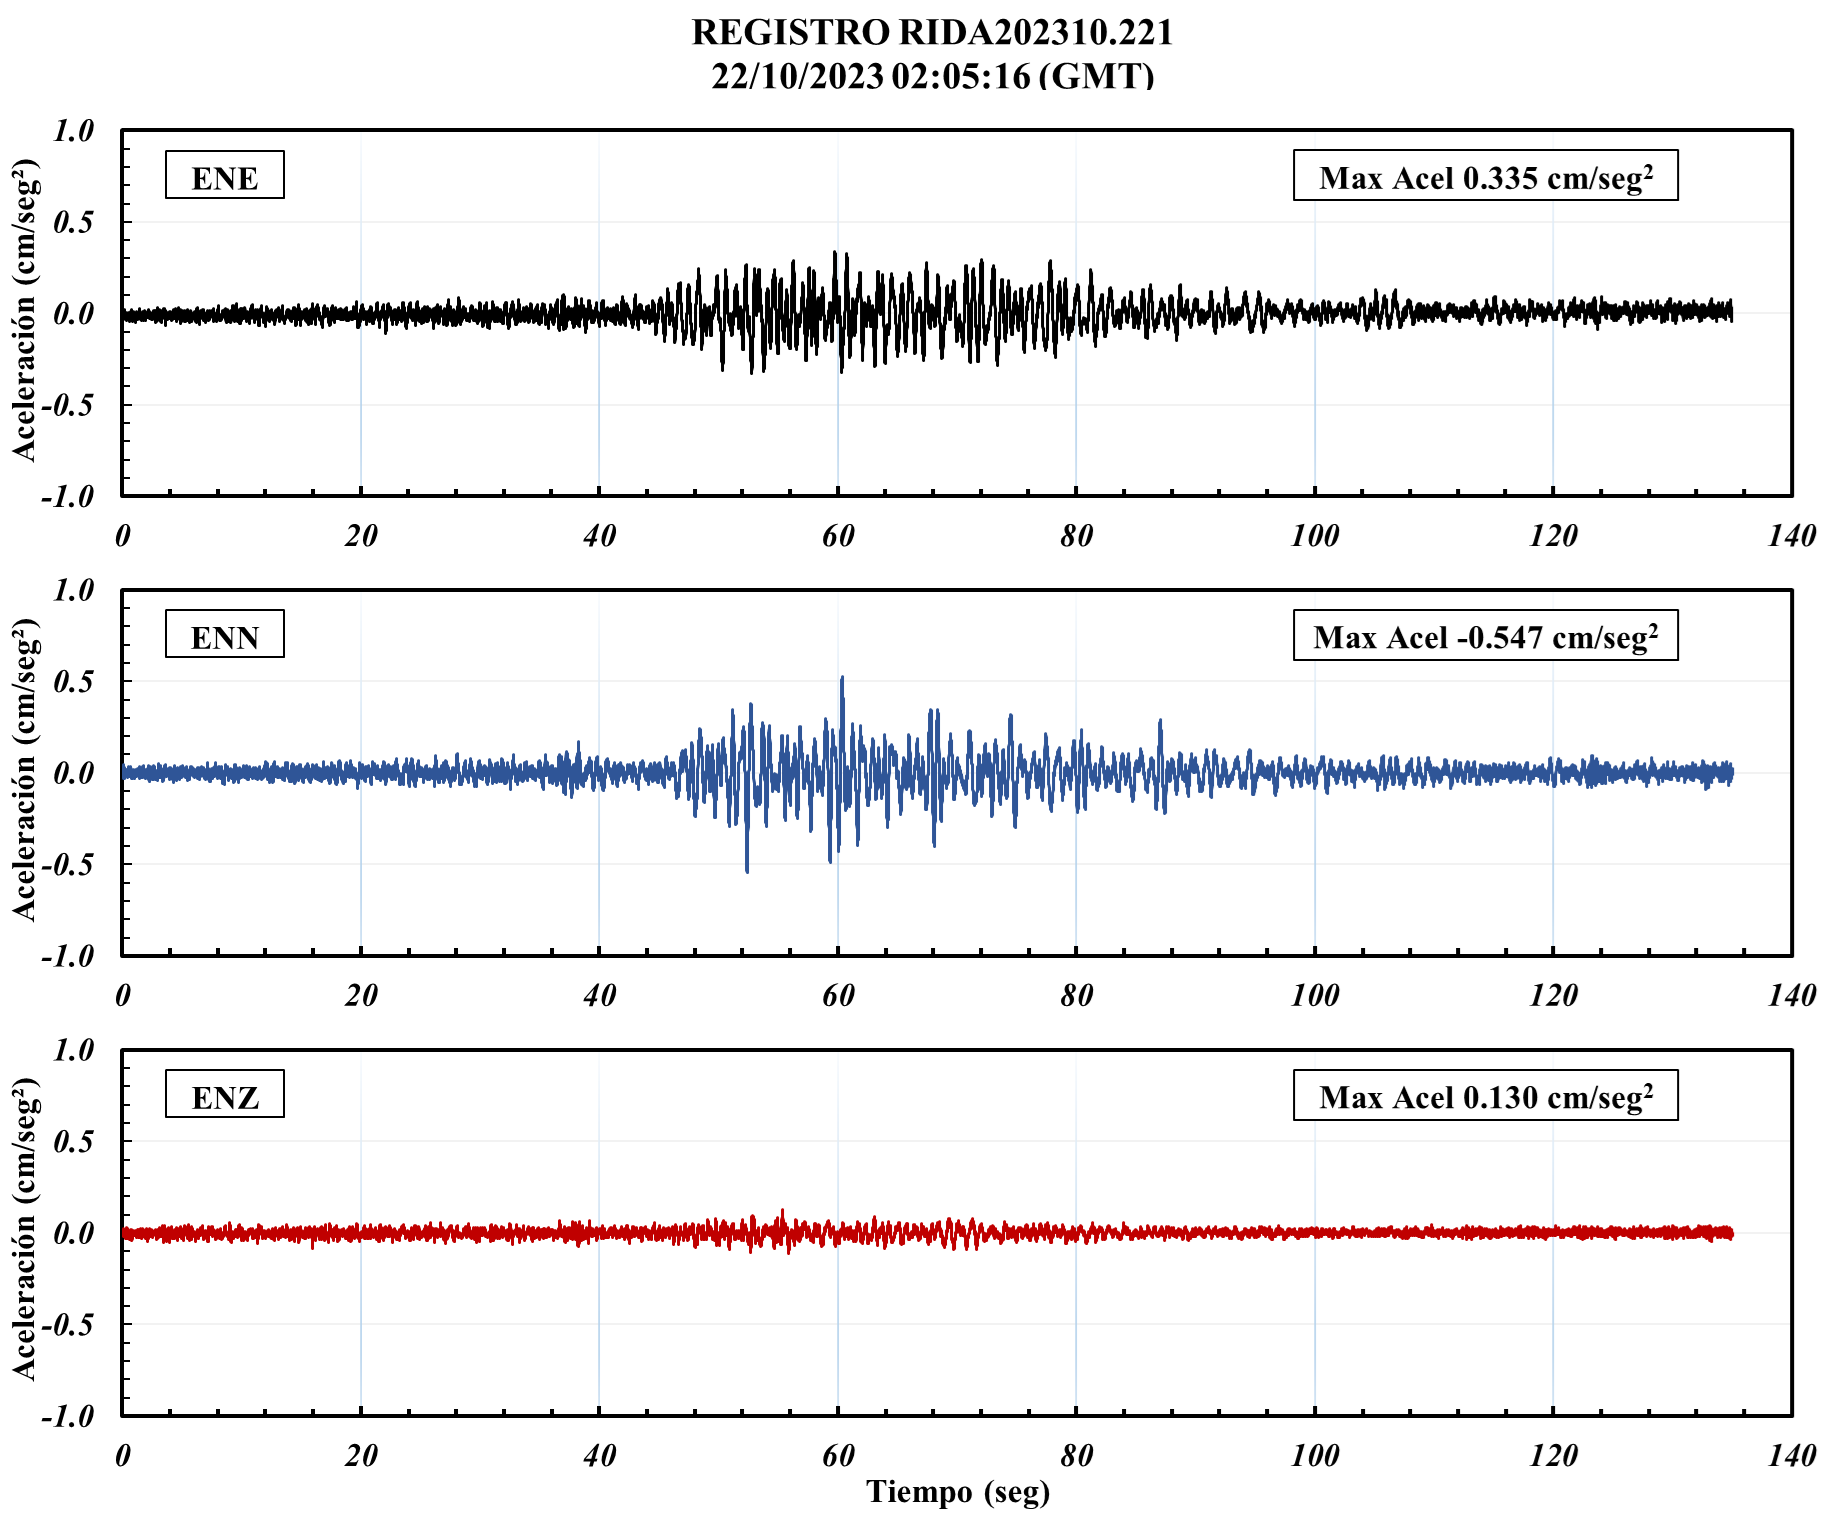 REGISTRO RIDA202310.221
22/10/2023 02:05:16 (GMT)
Aceleración (cm/seg²)
1.0
0.5
0.0
-0.5
-1.0
ENE
Max Acel 0.335 cm/seg²
0 20 40 60 80 100 120 140
Aceleración (cm/seg²)
1.0
0.5
0.0
-0.5
-1.0
ENN
Max Acel -0.547 cm/seg²
0 20 40 60 80 100 120 140
Aceleración (cm/seg²)
1.0
0.5
0.0
-0.5
-1.0
ENZ
Max Acel 0.130 cm/seg²
0 20 40 60 80 100 120 140
Tiempo (seg)